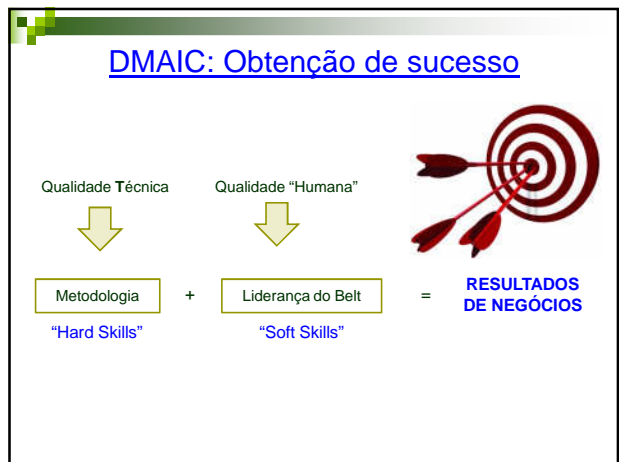 DMAIC: Obtenção de sucesso
Qualidade Técnica
Qualidade “Humana”
Metodologia
+
Liderança do Belt
=
RESULTADOS
DE NEGÓCIOS
“Hard Skills”
“Soft Skills”